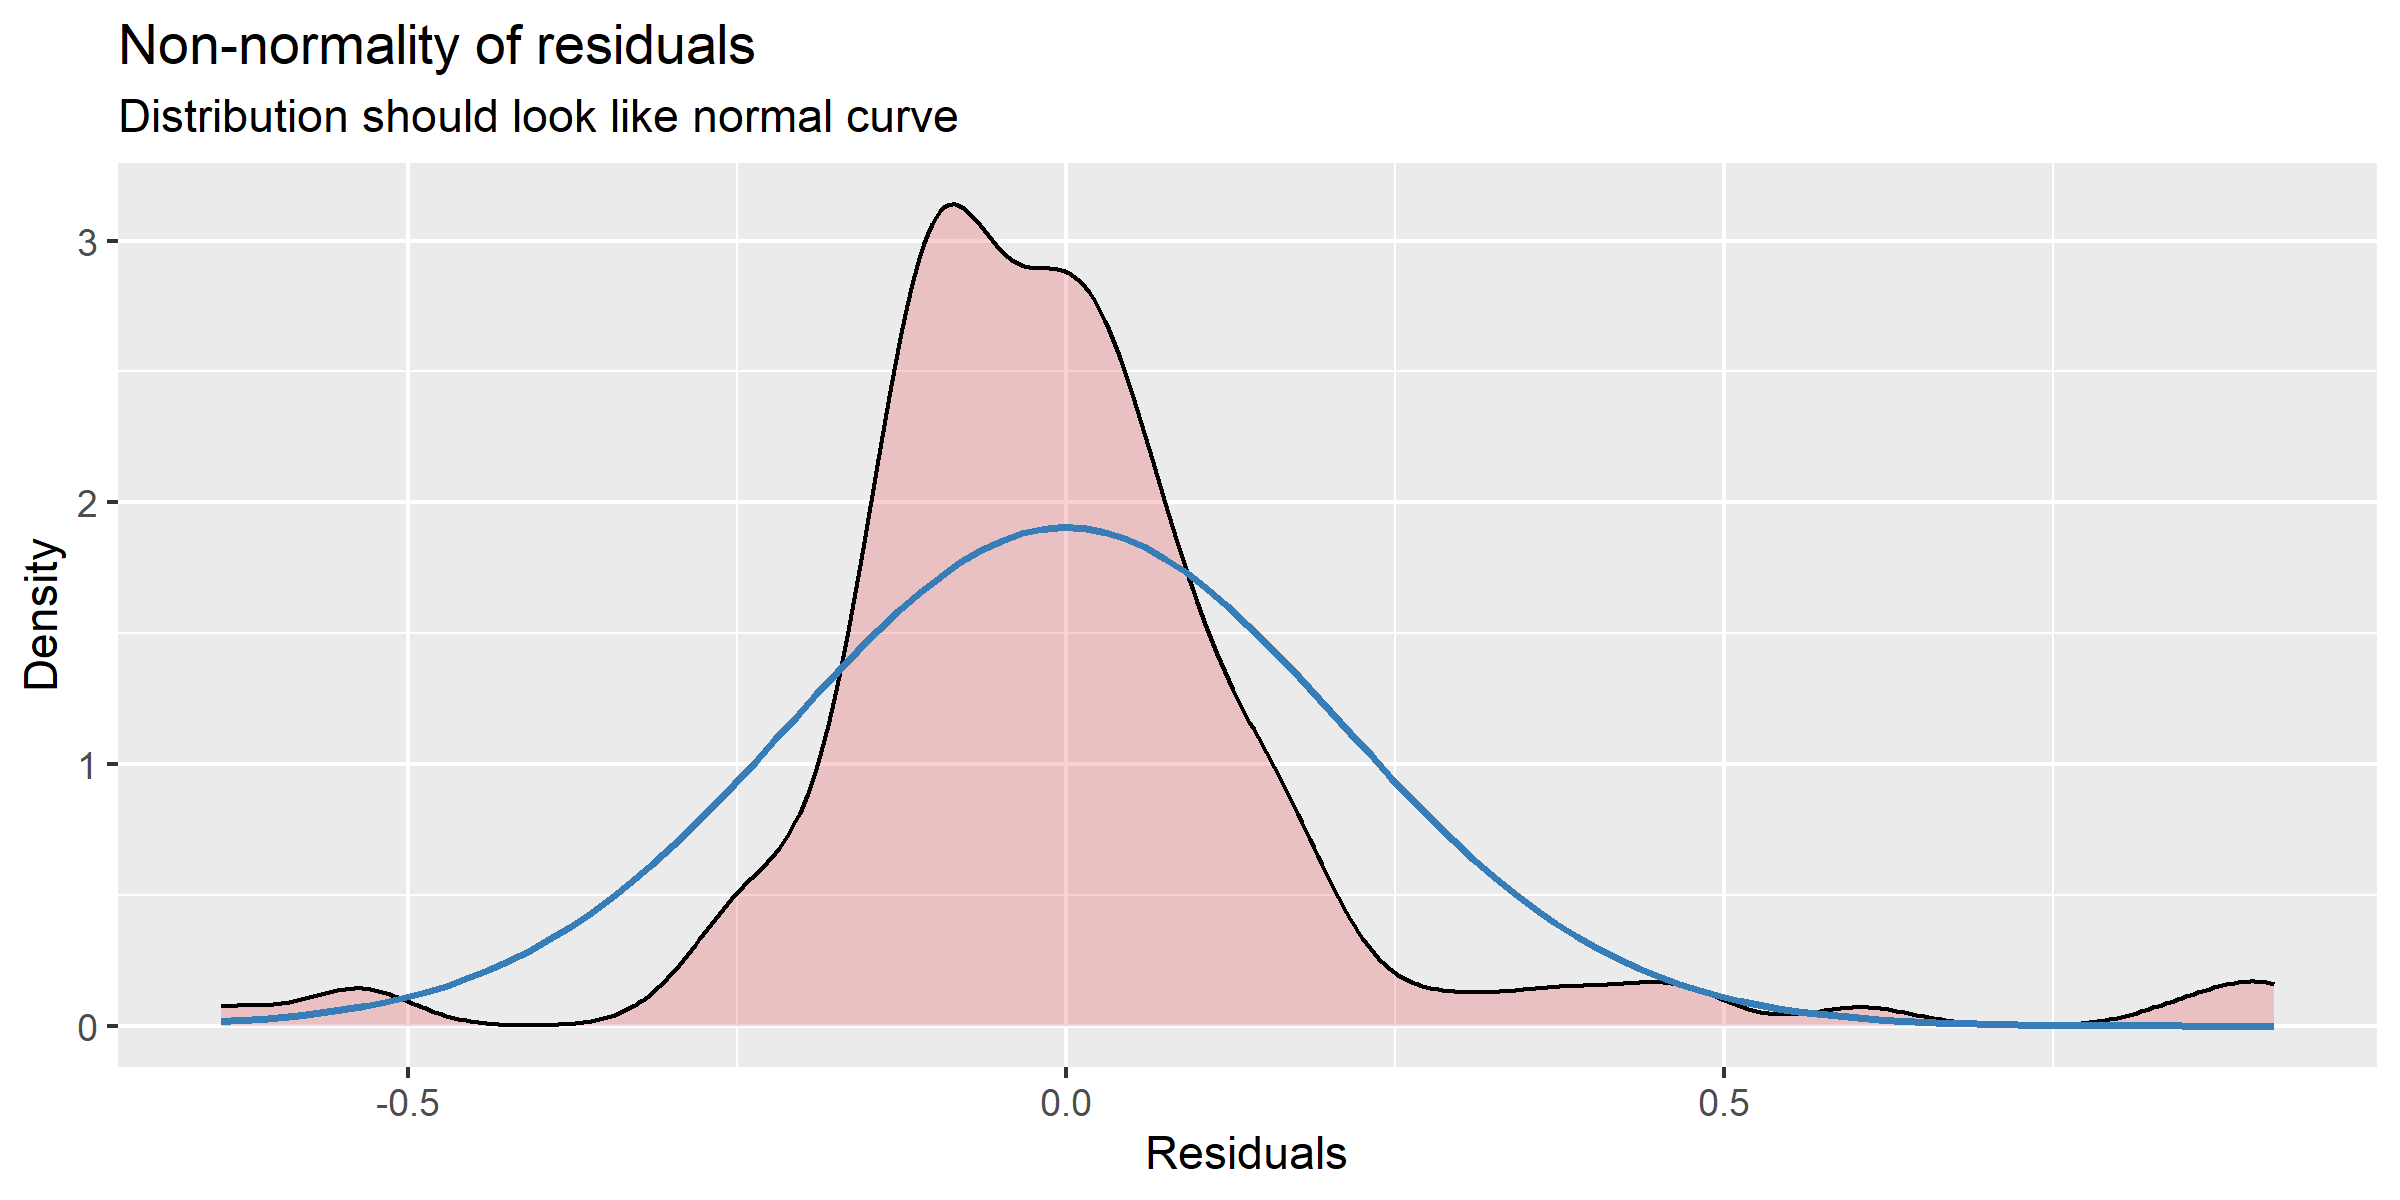 Non-normality of residuals
Distribution should look like normal curve
3
2
1
0
Density
-0.5
0.0
0.5
Residuals